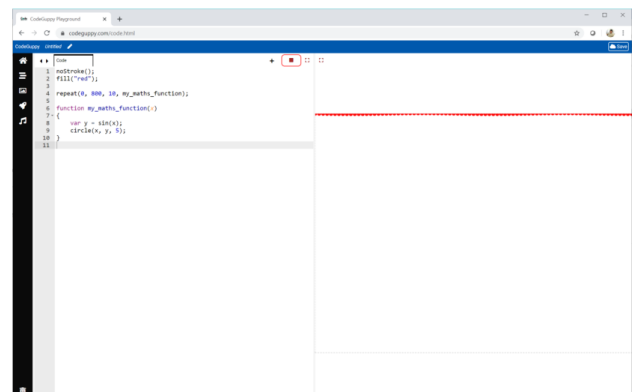 CodeGuppy Playground
codeguppy.com/code.html
CodeGuppy Untitled Save
Code
1 noStroke();
2 fill("red");
3
4 repeat(0, 800, 10, my_maths_function);
5
6 function my_maths_function(x)
7 {
8 var y = sin(x);
9 circle(x, y, 5);
10 }
11